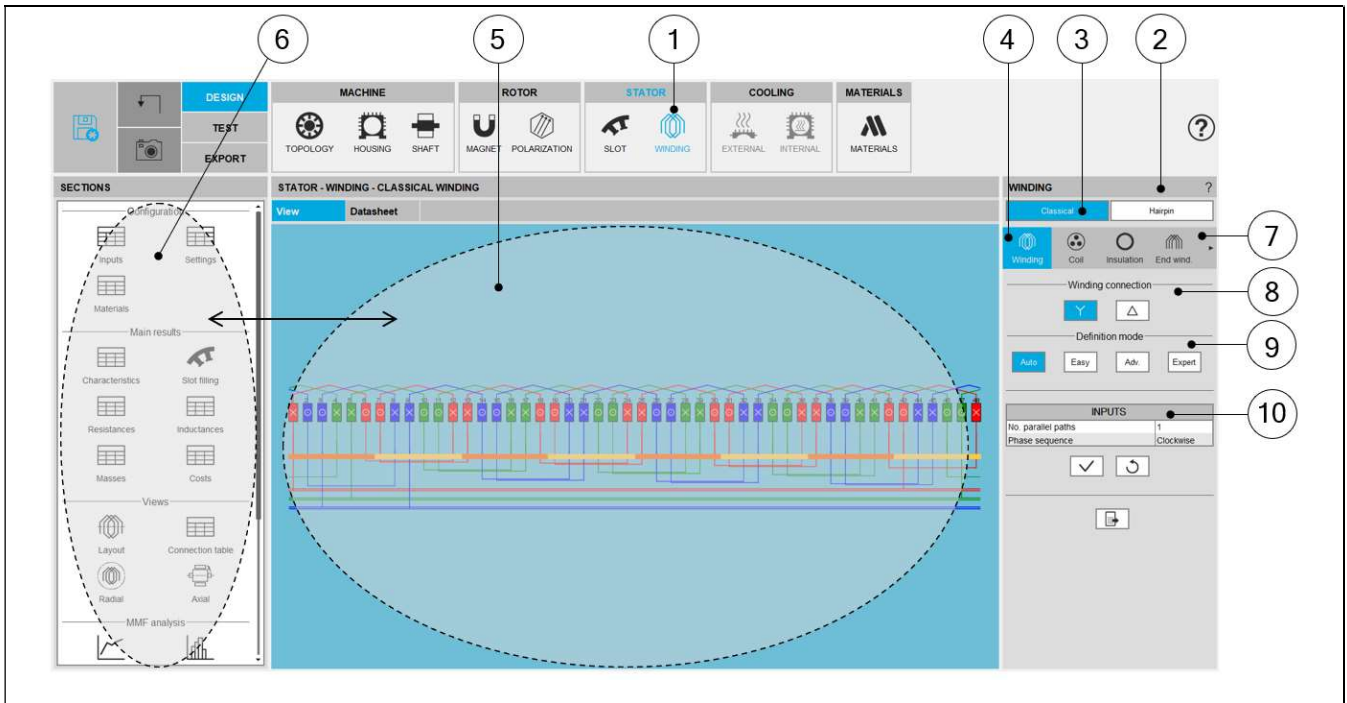 6 5 1 4 3 2
DESIGN MACHINE ROTOR STATOR COOLING MATERIALS
TEST
EXPORT
TOPOLOGY HOUSING SHAFT MAGNET POLARIZATION SLOT WINDING EXTERNAL INTERNAL MATERIALS
?
SECTIONS
Configuration
Inputs Settings
Materials
Main results
Characteristics Slot filling
Resistances Inductances
Masses Costs
Views
Layout Connection table
Radial Axial
MMF analysis
STATOR - WINDING - CLASSICAL WINDING
View Datasheet
WINDING ?
Classical Hairpin
Winding Coil Insulation End wind.
7
Winding connection
8
Definition mode
9
Auto Easy Adv. Expert
INPUTS
10
No. parallel paths 1
Phase sequence Clockwise